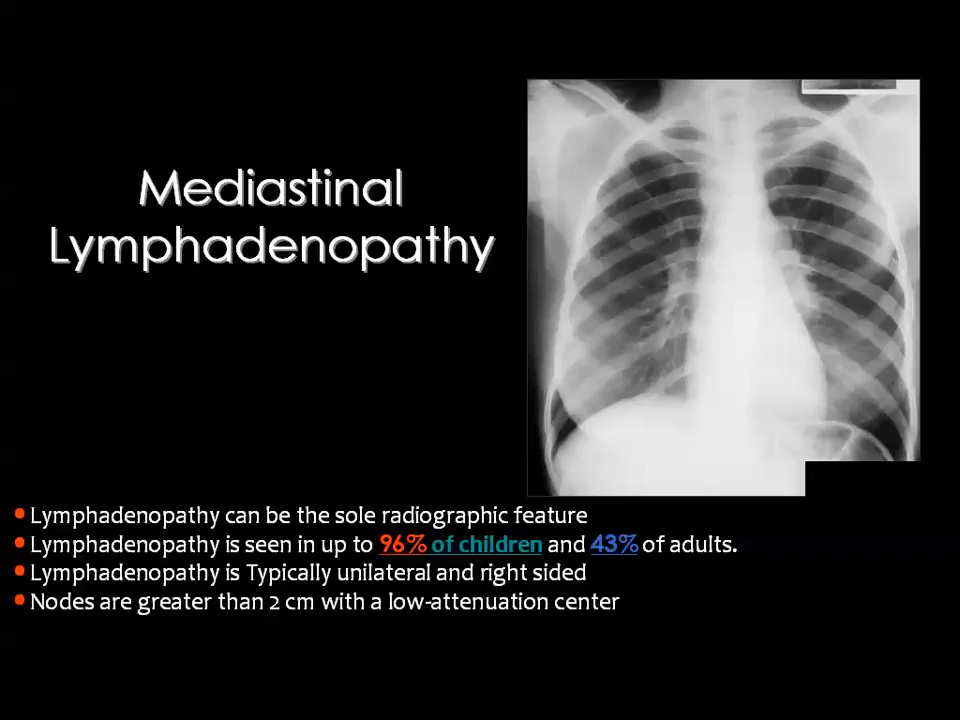 Mediastinal
Lymphadenopathy
• Lymphadenopathy can be the sole radiographic feature
• Lymphadenopathy is seen in up to 96% of children and 43% of adults.
• Lymphadenopathy is Typically unilateral and right sided
• Nodes are greater than 2 cm with a low-attenuation center